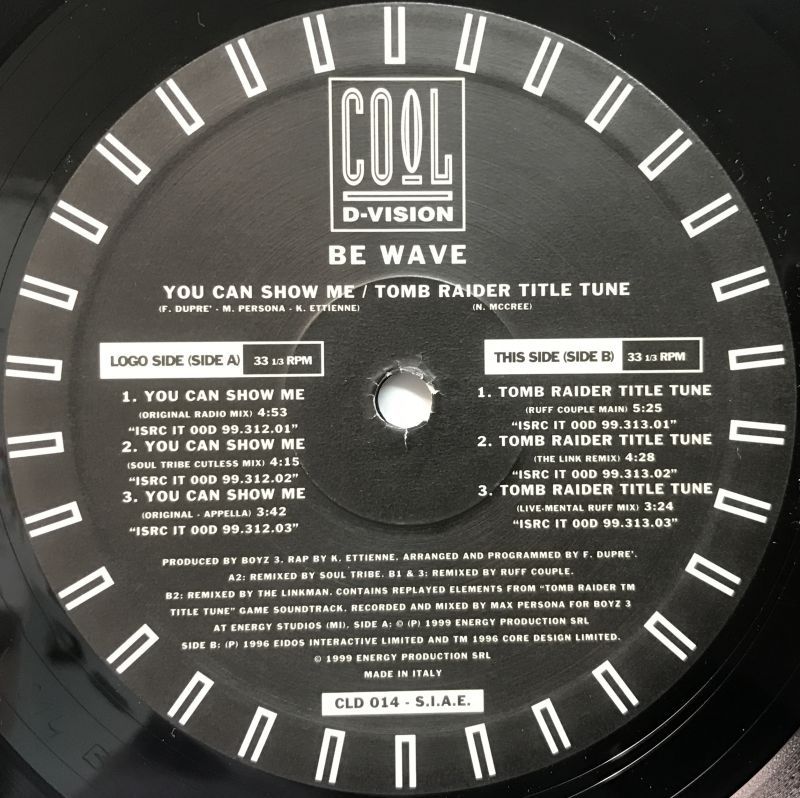 COOL
D-VISION
BE WAVE
YOU CAN SHOW ME / TOMB RAIDER TITLE TUNE
(F. DUPRE' - M. PERSONA - K. ETTIENNE) (N. MCCREE)
LOGO SIDE (SIDE A) 33 1/3 RPM
1. YOU CAN SHOW ME
(ORIGINAL RADIO MIX) 4:53
"ISRC IT 00D 99.312.01"
2. YOU CAN SHOW ME
(SOUL TRIBE CUTLESS MIX) 4:15
"ISRC IT 00D 99.312.02"
3. YOU CAN SHOW ME
(ORIGINAL - APPELLA) 3:42
"ISRC IT 00D 99.312.03"
THIS SIDE (SIDE B) 33 1/3 RPM
1. TOMB RAIDER TITLE TUNE
(RUFF COUPLE MAIN) 5:25
"ISRC IT 00D 99.313.01"
2. TOMB RAIDER TITLE TUNE
(THE LINK REMIX) 4:28
"ISRC IT 00D 99.313.02"
3. TOMB RAIDER TITLE TUNE
(LIVE-MENTAL RUFF MIX) 3:24
"ISRC IT 00D 99.313.03"
PRODUCED BY BOYZ 3. RAP BY K. ETTIENNE. ARRANGED AND PROGRAMMED BY F. DUPRE'.
A2: REMIXED BY SOUL TRIBE. B1 & 3: REMIXED BY RUFF COUPLE.
B2: REMIXED BY THE LINKMAN. CONTAINS REPLAYED ELEMENTS FROM "TOMB RAIDER TM
TITLE TUNE" GAME SOUNDTRACK. RECORDED AND MIXED BY MAX PERSONA FOR BOYZ 3
AT ENERGY STUDIOS (MI). SIDE A: © (P) 1999 ENERGY PRODUCTION SRL
SIDE B: (P) 1996 EIDOS INTERACTIVE LIMITED AND TM 1996 CORE DESIGN LIMITED.
© 1999 ENERGY PRODUCTION SRL
MADE IN ITALY
CLD 014 - S.I.A.E.